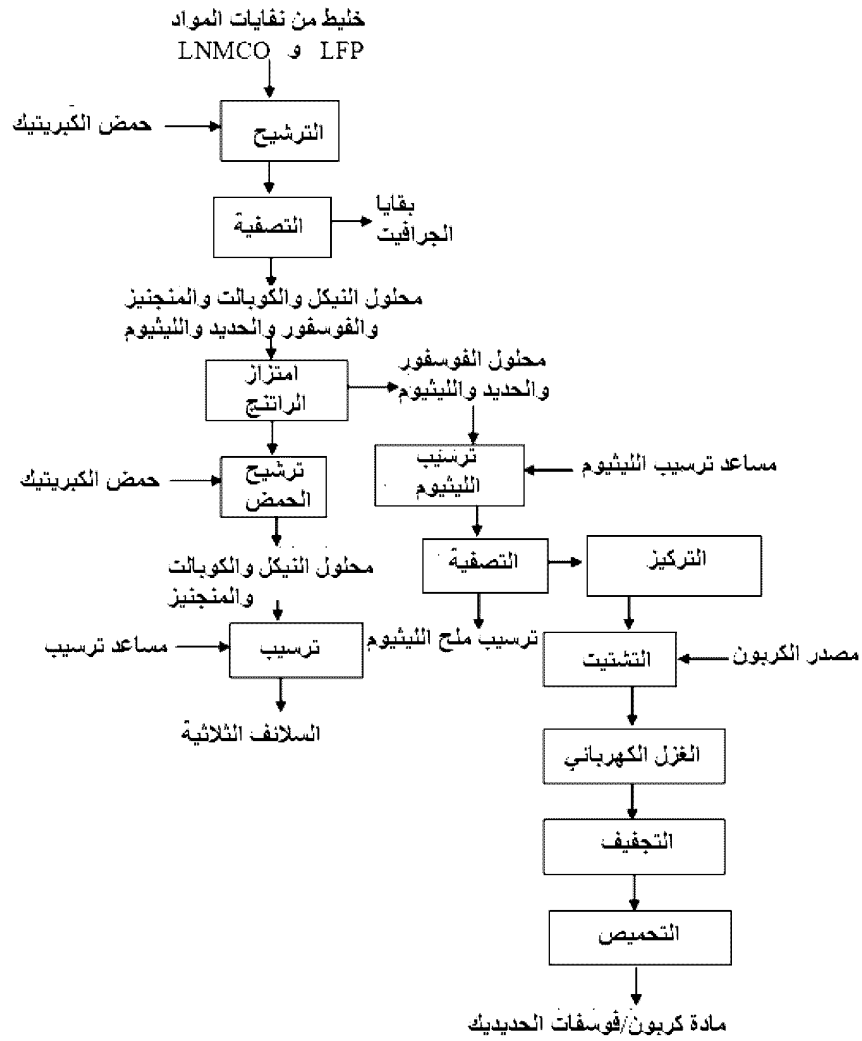 خليط من نفايات المواد
LFP و LNMCO
حمض الكبريتيك
الترشيح
التصفية
بقايا
الجرافيت
محلول النيكل والكوبالت والمنجنيز
والفوسفور والحديد والليثيوم
امتزاز
الراتنج
محلول الفوسفور
والحديد والليثيوم
حمض الكبريتيك
ترشيح
الحمض
ترسيب
الليثيوم
مساعد ترسيب الليثيوم
محلول النيكل والكوبالت
والمنجنيز
التصفية
التركيز
مساعد ترسيب
ترسيب
ترسيب ملح الليثيوم
التشتيت
مصدر الكربون
السلائف الثلاثية
الغزل الكهربائي
التجفيف
التحميص
مادة كربون/فوسفات الحديديك